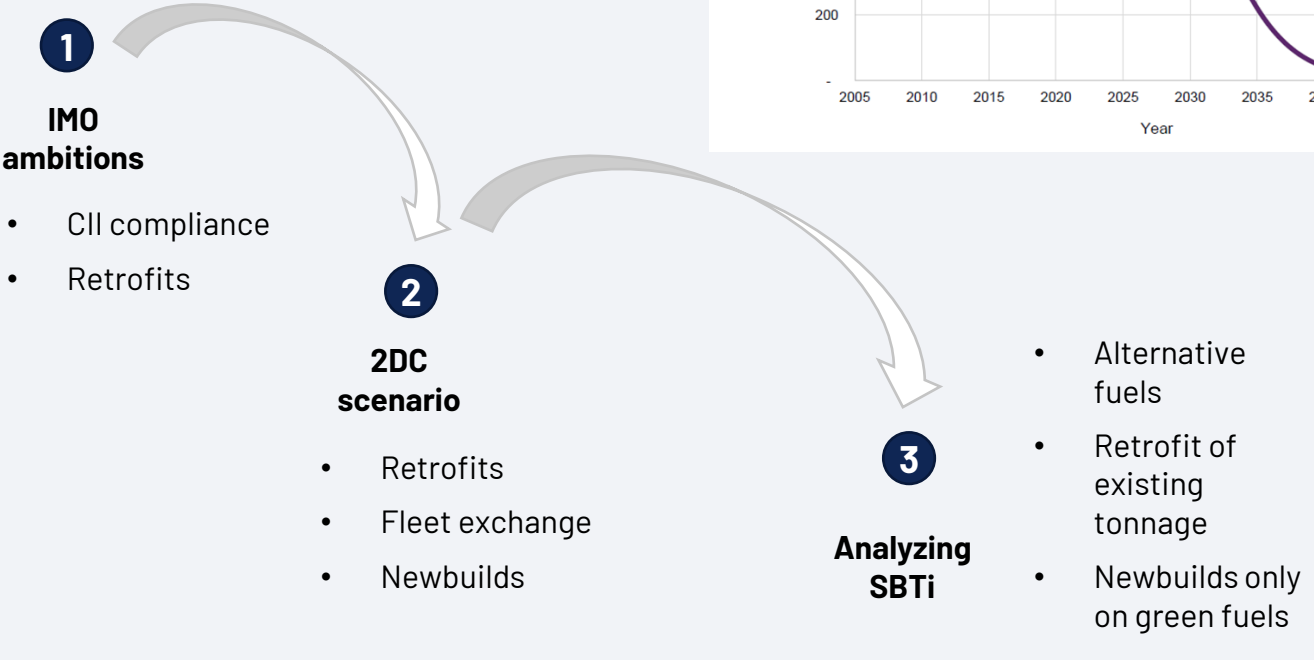 1
IMO
ambitions
• CII compliance
• Retrofits
2
2DC
scenario
• Retrofits
• Fleet exchange
• Newbuilds
3
Analyzing
SBTi
• Alternative
fuels
• Retrofit of
existing
tonnage
• Newbuilds only
on green fuels
200
-
2005 2010 2015 2020 2025 2030 2035
Year